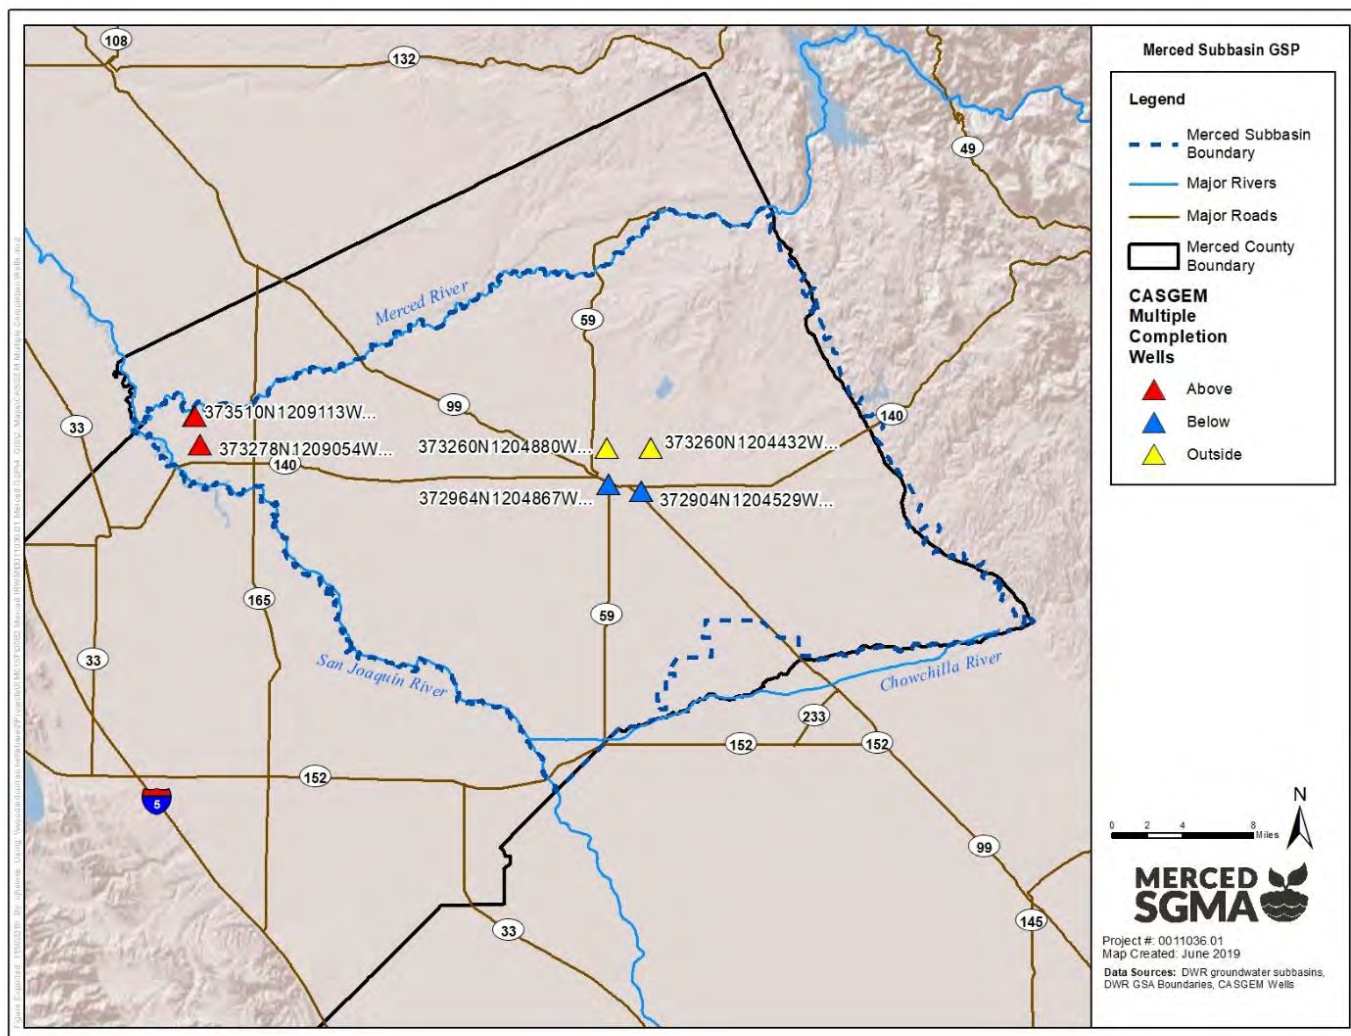 Merced Subbasin GSP
Legend
Merced Subbasin
Boundary
Major Rivers
Major Roads
Merced County
Boundary
CASGEM
Multiple
Completion
Wells
Above
Below
Outside
108
132
49
Merced River
59
99
33
140
373510N1209113W...
373278N1209054W...
140
373260N1204880W...
373260N1204432W...
372964N1204867W...
372904N1204529W...
165
59
33
San Joaquin River
Chowchilla River
233
152
152
152
5
99
33
145
N
0 2 4 8
Miles
MERCED
SGMA
Project #: 0011036.01
Map Created: June 2019
Data Sources: DWR groundwater subbasins,
DWR GSA Boundaries, CASGEM Wells